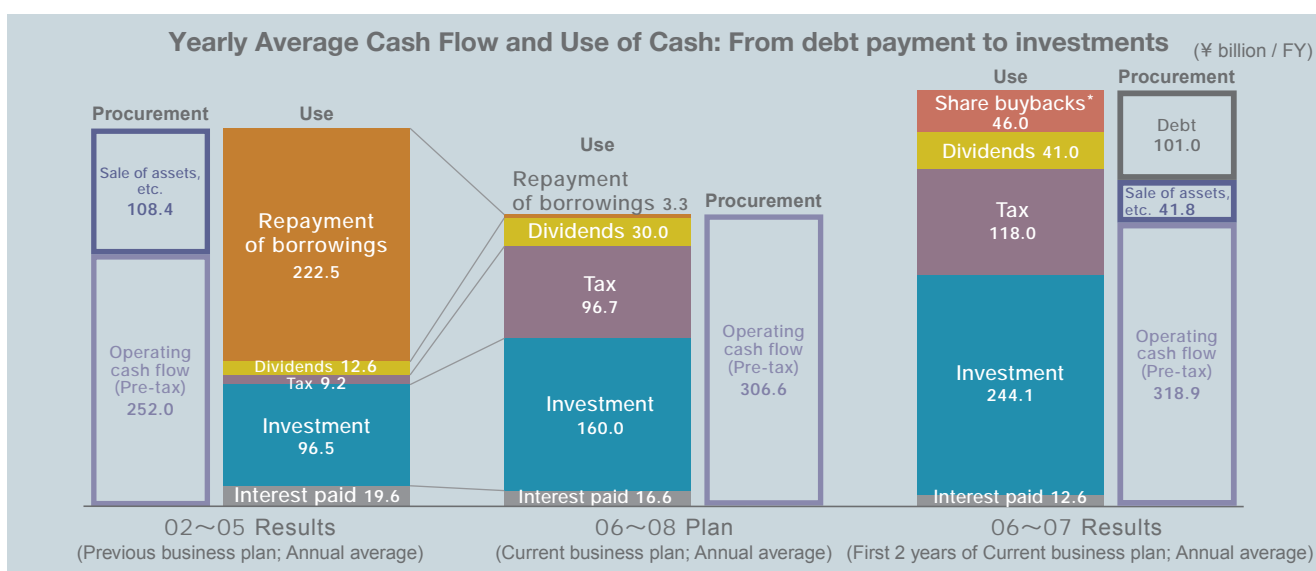 Yearly Average Cash Flow and Use of Cash: From debt payment to investments
(¥ billion / FY)
Procurement
Use
Sale of assets,
etc.
108.4
Operating
cash flow
(Pre-tax)
252.0
Repayment
of borrowings
222.5
Dividends 12.6
Tax 9.2
Investment
96.5
Interest paid 19.6
02～05 Results
(Previous business plan; Annual average)
Use
Procurement
Repayment
of borrowings 3.3
Dividends 30.0
Tax
96.7
Investment
160.0
Interest paid 16.6
Operating
cash flow
(Pre-tax)
306.6
06～08 Plan
(Current business plan; Annual average)
Use
Procurement
Share buybacks*
46.0
Dividends 41.0
Tax
118.0
Investment
244.1
Interest paid 12.6
Debt
101.0
Sale of assets,
etc. 41.8
Operating
cash flow
(Pre-tax)
318.9
06～07 Results
(First 2 years of Current business plan; Annual average)